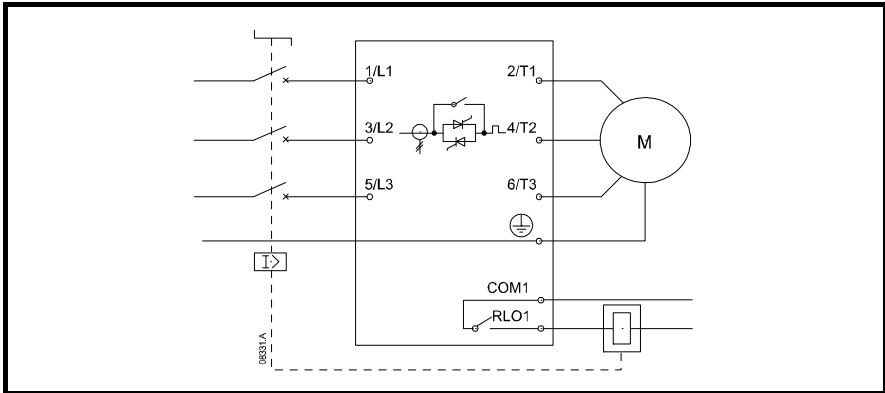 1/L1
2/T1
3/L2
4/T2
M
5/L3
6/T3
I>
COM1
RLO1
08331.A